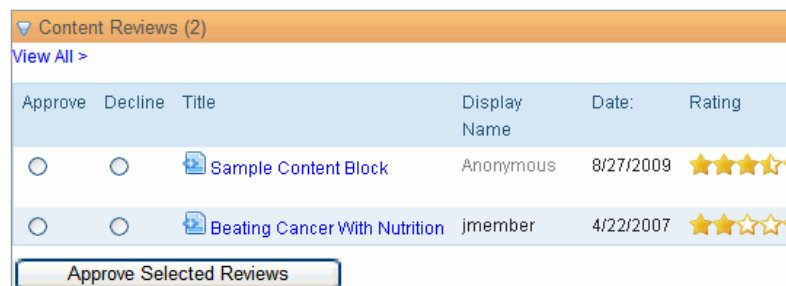 Content Reviews (2)
View All >
Approve Decline Title Display Name Date: Rating
Sample Content Block Anonymous 8/27/2009
Beating Cancer With Nutrition jmember 4/22/2007
Approve Selected Reviews